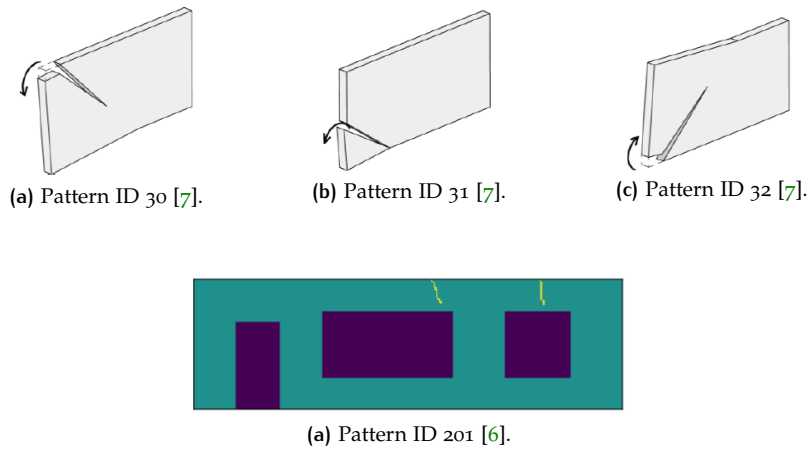 (a) Pattern ID 30 [7].
(b) Pattern ID 31 [7].
(c) Pattern ID 32 [7].
(a) Pattern ID 201 [6].